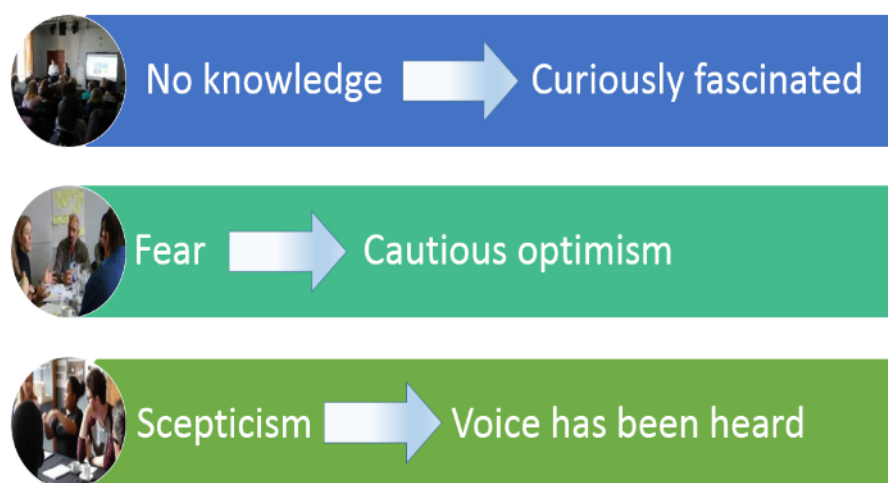 No knowledge Curiously fascinated
Fear Cautious optimism
Scepticism Voice has been heard